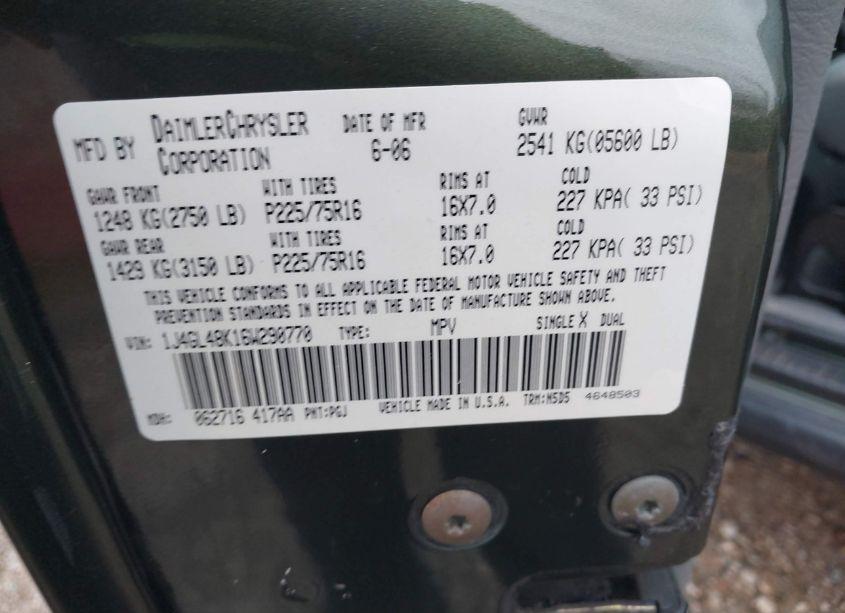 MFD BY DAIMLERCHRYSLER CORPORATION DATE OF MFR 6-06 GVWR 2541 KG(05600 LB)
GAWR FRONT WITH TIRES RIMS AT COLD
1248 KG(2750 LB) P225/75R16 16X7.0 227 KPA( 33 PSI)
GAWR REAR WITH TIRES RIMS AT COLD
1429 KG(3150 LB) P225/75R16 16X7.0 227 KPA( 33 PSI)
THIS VEHICLE CONFORMS TO ALL APPLICABLE FEDERAL MOTOR VEHICLE SAFETY AND THEFT
PREVENTION STANDARDS IN EFFECT ON THE DATE OF MANUFACTURE SHOWN ABOVE.
VIN: 1J4GL48K16W290770 TYPE: MPV SINGLE X DUAL
MDH: 062716 417AA PNT:PGJ VEHICLE MADE IN U.S.A. TRM:M5D5 4648503